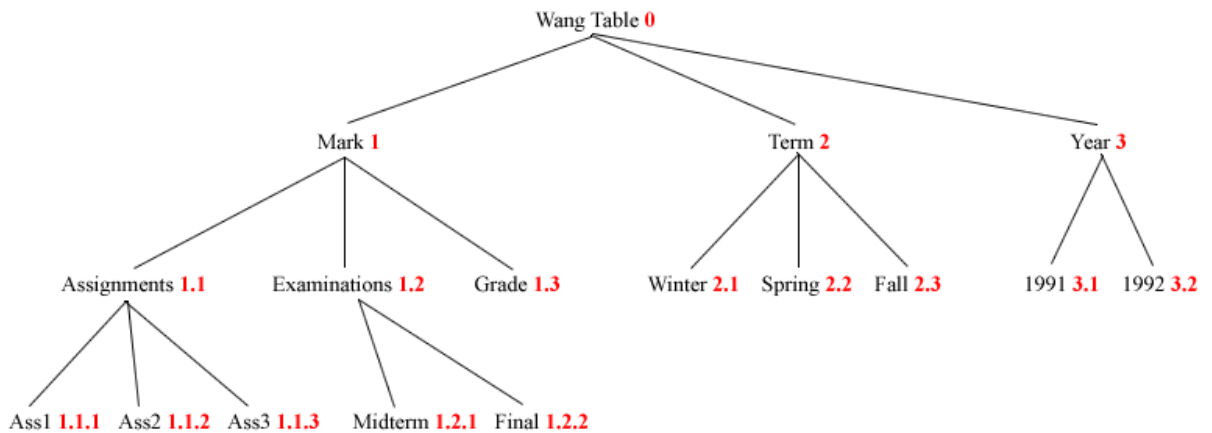 Wang Table 0
Mark 1 Term 2 Year 3
Assignments 1.1 Examinations 1.2 Grade 1.3 Winter 2.1 Spring 2.2 Fall 2.3 1991 3.1 1992 3.2
Ass1 1.1.1 Ass2 1.1.2 Ass3 1.1.3 Midterm 1.2.1 Final 1.2.2